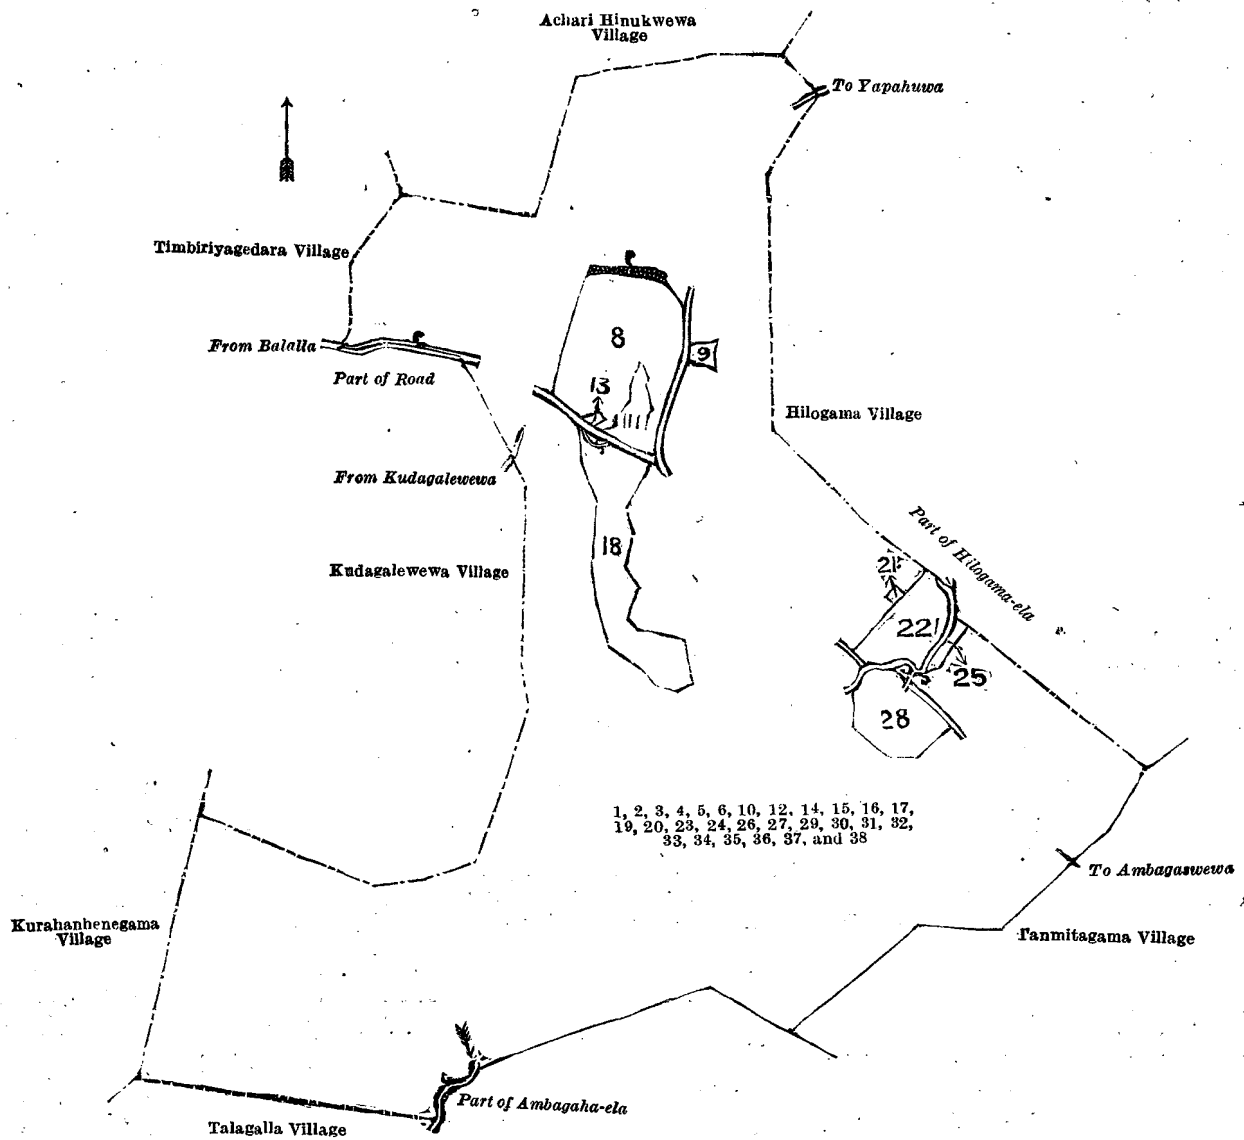 Achari Hinukwewa
Village
To Yapahuwa
Timbiriyagedara Village
From Balalla
Part of Road
8
9
13
Hilogama Village
From Kudagalewewa
Part of Hilogama-ela
18
Kudagalewewa Village
21
22
25
28
1, 2, 3, 4, 5, 6, 10, 12, 14, 15, 16, 17,
19, 20, 23, 24, 26, 27, 29, 30, 31, 32,
33, 34, 35, 36, 37, and 38
To Ambagaswewa
Kurahanhenegama
Village
Tanmitagama Village
Part of Ambagaha-ela
Talagalla Village